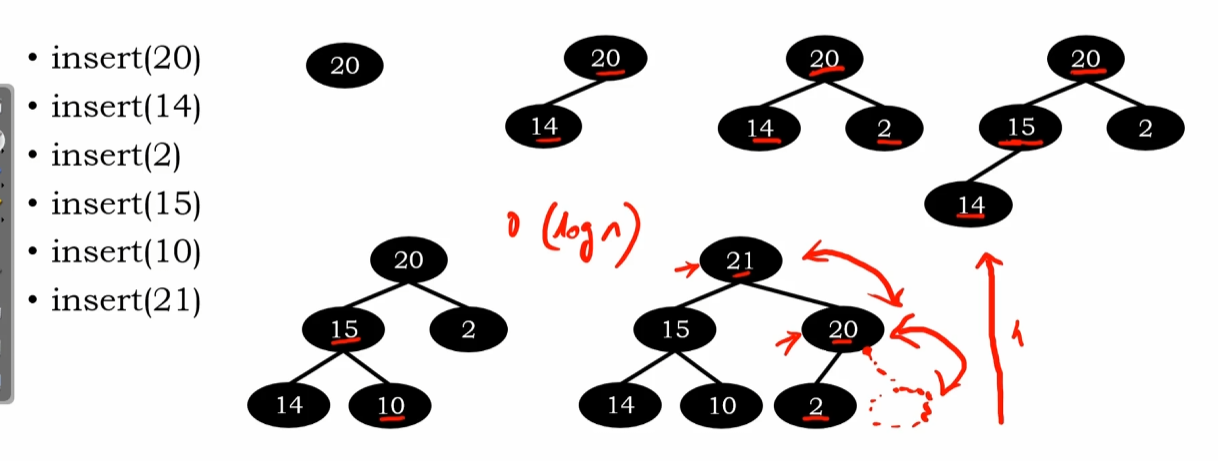 • insert(20)
• insert(14)
• insert(2)
• insert(15)
• insert(10)
• insert(21)
20
20
14
20
14 2
20
15 2
14
O (log n)
20
15 2
14 10
21
15 20
14 10 2
h